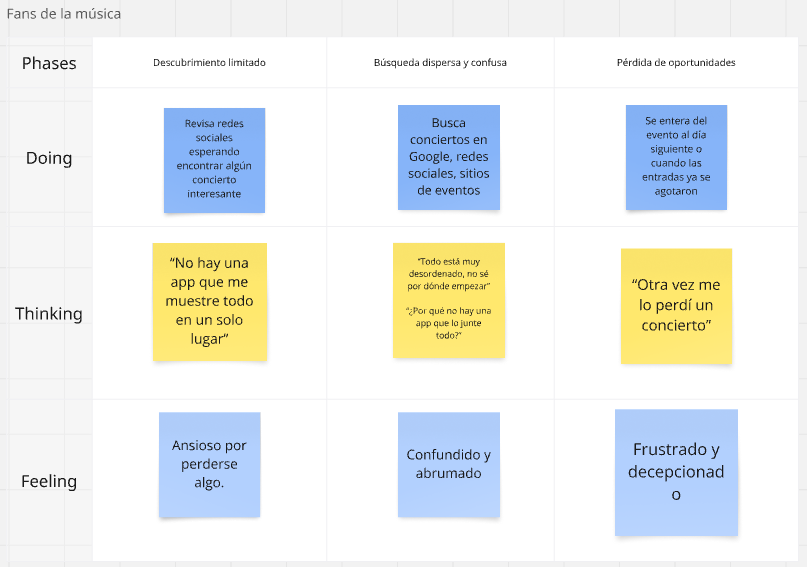 Fans de la música
Phases
Descubrimiento limitado
Búsqueda dispersa y confusa
Pérdida de oportunidades
Doing
Revisa redes
sociales
esperando
encontrar algún
concierto
interesante
Busca
conciertos en
Google, redes
sociales, sitios
de eventos
Se entera del
evento al día
siguiente o
cuando las
entradas ya se
agotaron
Thinking
“No hay una
app que me
muestre todo
en un solo
lugar”
“Todo está muy
desordenado, no sé
por dónde empezar”
“¿Por qué no hay una
app que lo junte
todo?”
“Otra vez me
lo perdí un
concierto”
Feeling
Ansioso por
perderse
algo.
Confundido y
abrumado
Frustrado y
decepcionad
o